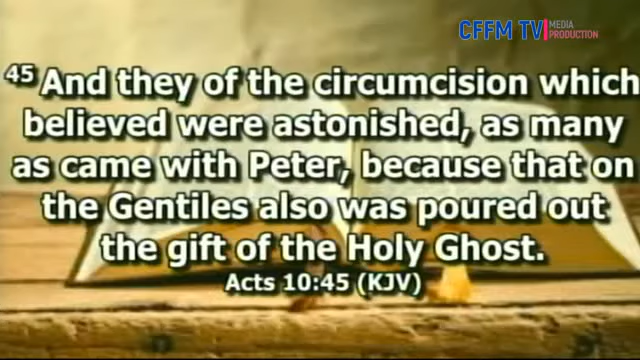 CFFM TV MEDIA
PRODUCTION
45 And they of the circumcision which
believed were astonished, as many
as came with Peter, because that on
the Gentiles also was poured out
the gift of the Holy Ghost.
Acts 10:45 (KJV)